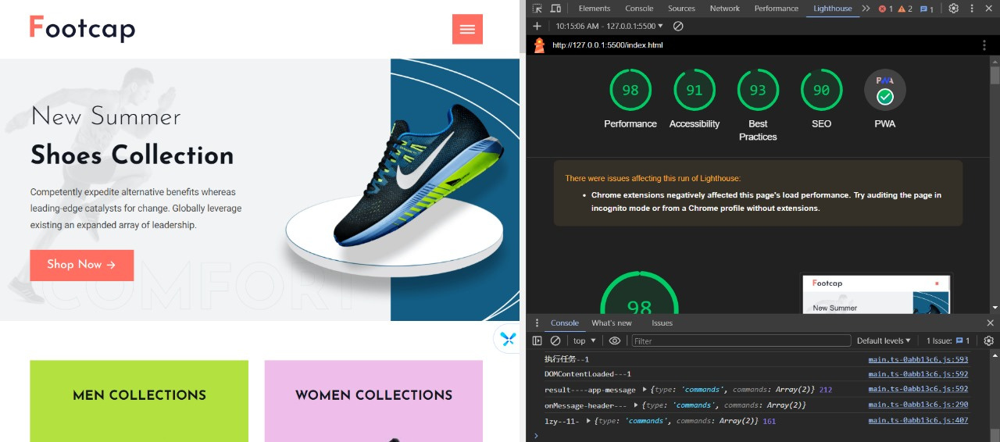 Footcap
New Summer
Shoes Collection
Competently expedite alternative benefits whereas
leading-edge catalysts for change. Globally leverage
existing an expanded array of leadership.
Shop Now →
COMFORT
MEN COLLECTIONS
WOMEN COLLECTIONS
Elements Console Sources Network Performance Lighthouse 1 2 1
10:15:06 AM - 127.0.0.1:5500
http://127.0.0.1:5500/index.html
98 91 93 90 PWA
Performance Accessibility Best Practices SEO PWA
There were issues affecting this run of Lighthouse:
• Chrome extensions negatively affected this page's load performance. Try auditing the page in
incognito mode or from a Chrome profile without extensions.
98
Footcap
New Summer
Console What's new Issues
top Filter Default levels 1 Issue: 1
执行任务--1 main.ts-0abb13c6.js:593
DOMContentLoaded---1 main.ts-0abb13c6.js:592
result----app-message ▶ {type: 'commands', commands: Array(2)} 212 main.ts-0abb13c6.js:592
onMessage-header--- ▶ {type: 'commands', commands: Array(2)} main.ts-0abb13c6.js:290
lzy--11- ▶ {type: 'commands', commands: Array(2)} 161 main.ts-0abb13c6.js:407